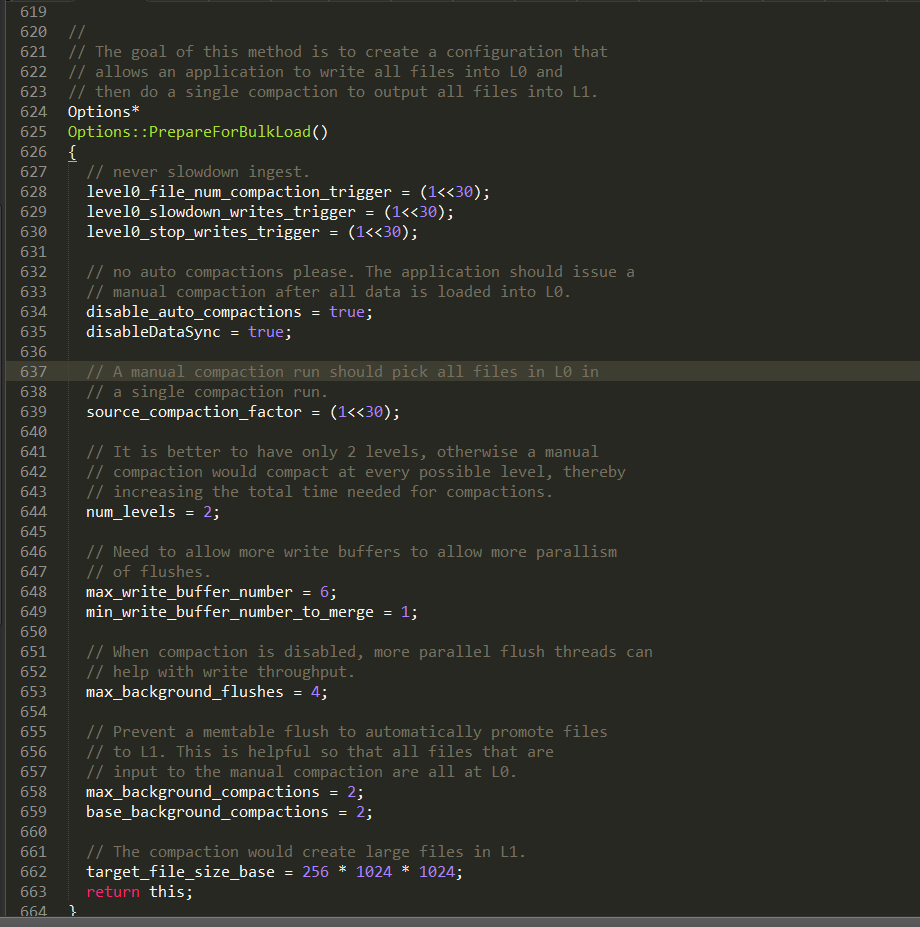 619
620 //
621 // The goal of this method is to create a configuration that
622 // allows an application to write all files into L0 and
623 // then do a single compaction to output all files into L1.
624 Options*
625 Options::PrepareForBulkLoad()
626 {
627   // never slowdown ingest.
628   level0_file_num_compaction_trigger = (1<<30);
629   level0_slowdown_writes_trigger = (1<<30);
630   level0_stop_writes_trigger = (1<<30);
631
632   // no auto compactions please. The application should issue a
633   // manual compaction after all data is loaded into L0.
634   disable_auto_compactions = true;
635   disableDataSync = true;
636
637   // A manual compaction run should pick all files in L0 in
638   // a single compaction run.
639   source_compaction_factor = (1<<30);
640
641   // It is better to have only 2 levels, otherwise a manual
642   // compaction would compact at every possible level, thereby
643   // increasing the total time needed for compactions.
644   num_levels = 2;
645
646   // Need to allow more write buffers to allow more parallism
647   // of flushes.
648   max_write_buffer_number = 6;
649   min_write_buffer_number_to_merge = 1;
650
651   // When compaction is disabled, more parallel flush threads can
652   // help with write throughput.
653   max_background_flushes = 4;
654
655   // Prevent a memtable flush to automatically promote files
656   // to L1. This is helpful so that all files that are
657   // input to the manual compaction are all at L0.
658   max_background_compactions = 2;
659   base_background_compactions = 2;
660
661   // The compaction would create large files in L1.
662   target_file_size_base = 256 * 1024 * 1024;
663   return this;
664 }